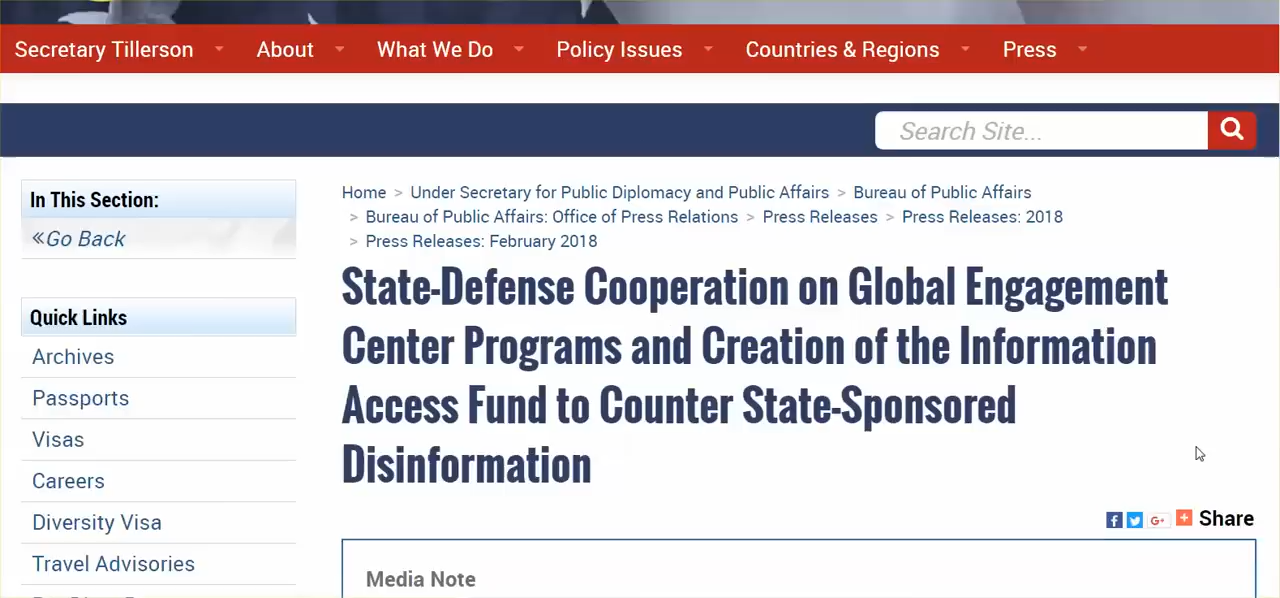 Secretary Tillerson About What We Do Policy Issues Countries & Regions Press
Search Site...
In This Section:
«Go Back
Quick Links
Archives
Passports
Visas
Careers
Diversity Visa
Travel Advisories
Home > Under Secretary for Public Diplomacy and Public Affairs > Bureau of Public Affairs
> Bureau of Public Affairs: Office of Press Relations > Press Releases > Press Releases: 2018
> Press Releases: February 2018
State-Defense Cooperation on Global Engagement
Center Programs and Creation of the Information
Access Fund to Counter State-Sponsored
Disinformation
Share
Media Note